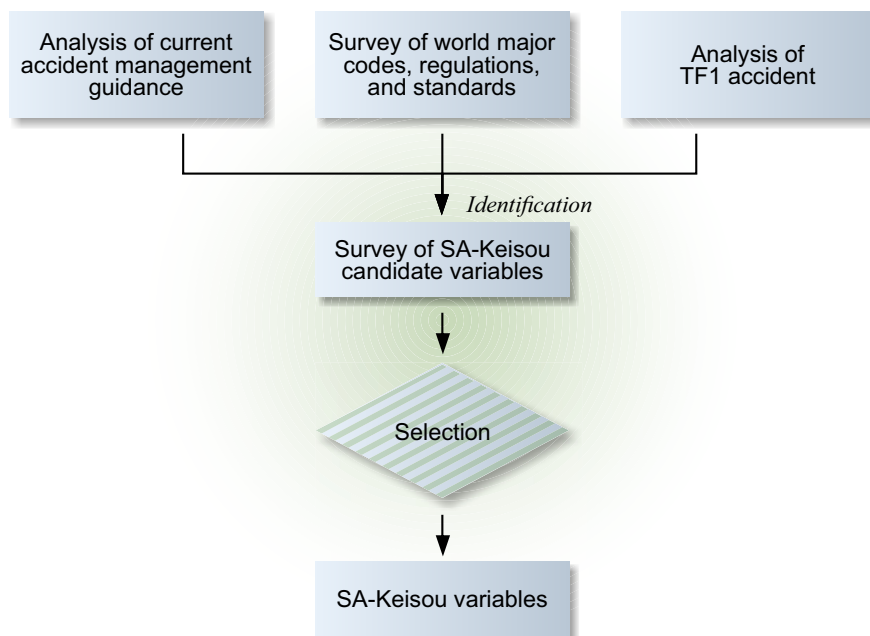 Analysis of current
accident management
guidance
Survey of world major
codes, regulations,
and standards
Analysis of
TF1 accident
Identification
Survey of SA-Keisou
candidate variables
Selection
SA-Keisou variables